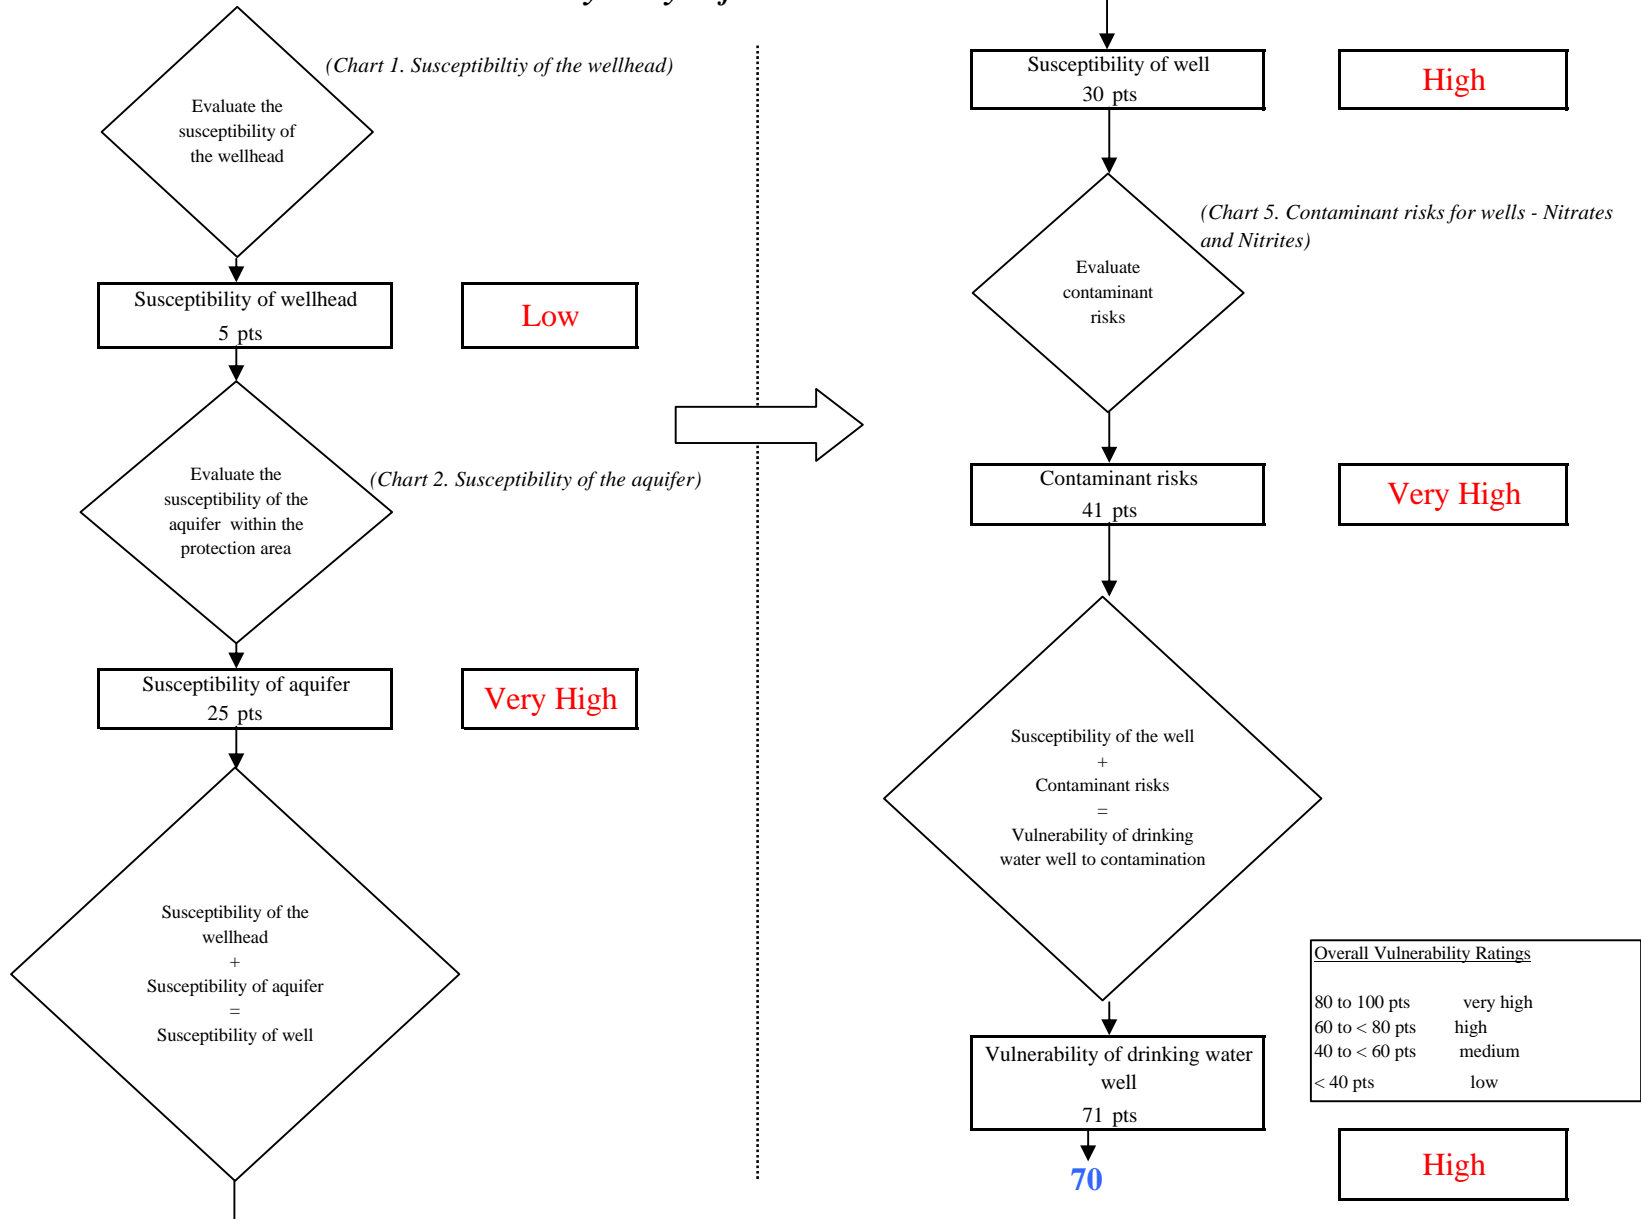 (Chart 1. Susceptibiltiy of the wellhead)
Evaluate the
susceptibility of
the wellhead
Susceptibility of wellhead
5 pts
Low
Evaluate the
susceptibility of the
aquifer within the
protection area
(Chart 2. Susceptibility of the aquifer)
Susceptibility of aquifer
25 pts
Very High
Susceptibility of the
wellhead
+
Susceptibility of aquifer
=
Susceptibility of well
Susceptibility of well
30 pts
High
(Chart 5. Contaminant risks for wells - Nitrates
and Nitrites)
Evaluate
contaminant
risks
Contaminant risks
41 pts
Very High
Susceptibility of the well
+
Contaminant risks
=
Vulnerability of drinking
water well to contamination
Overall Vulnerability Ratings
80 to 100 pts very high
60 to < 80 pts high
40 to < 60 pts medium
< 40 pts low
Vulnerability of drinking water
well
71 pts
70
High